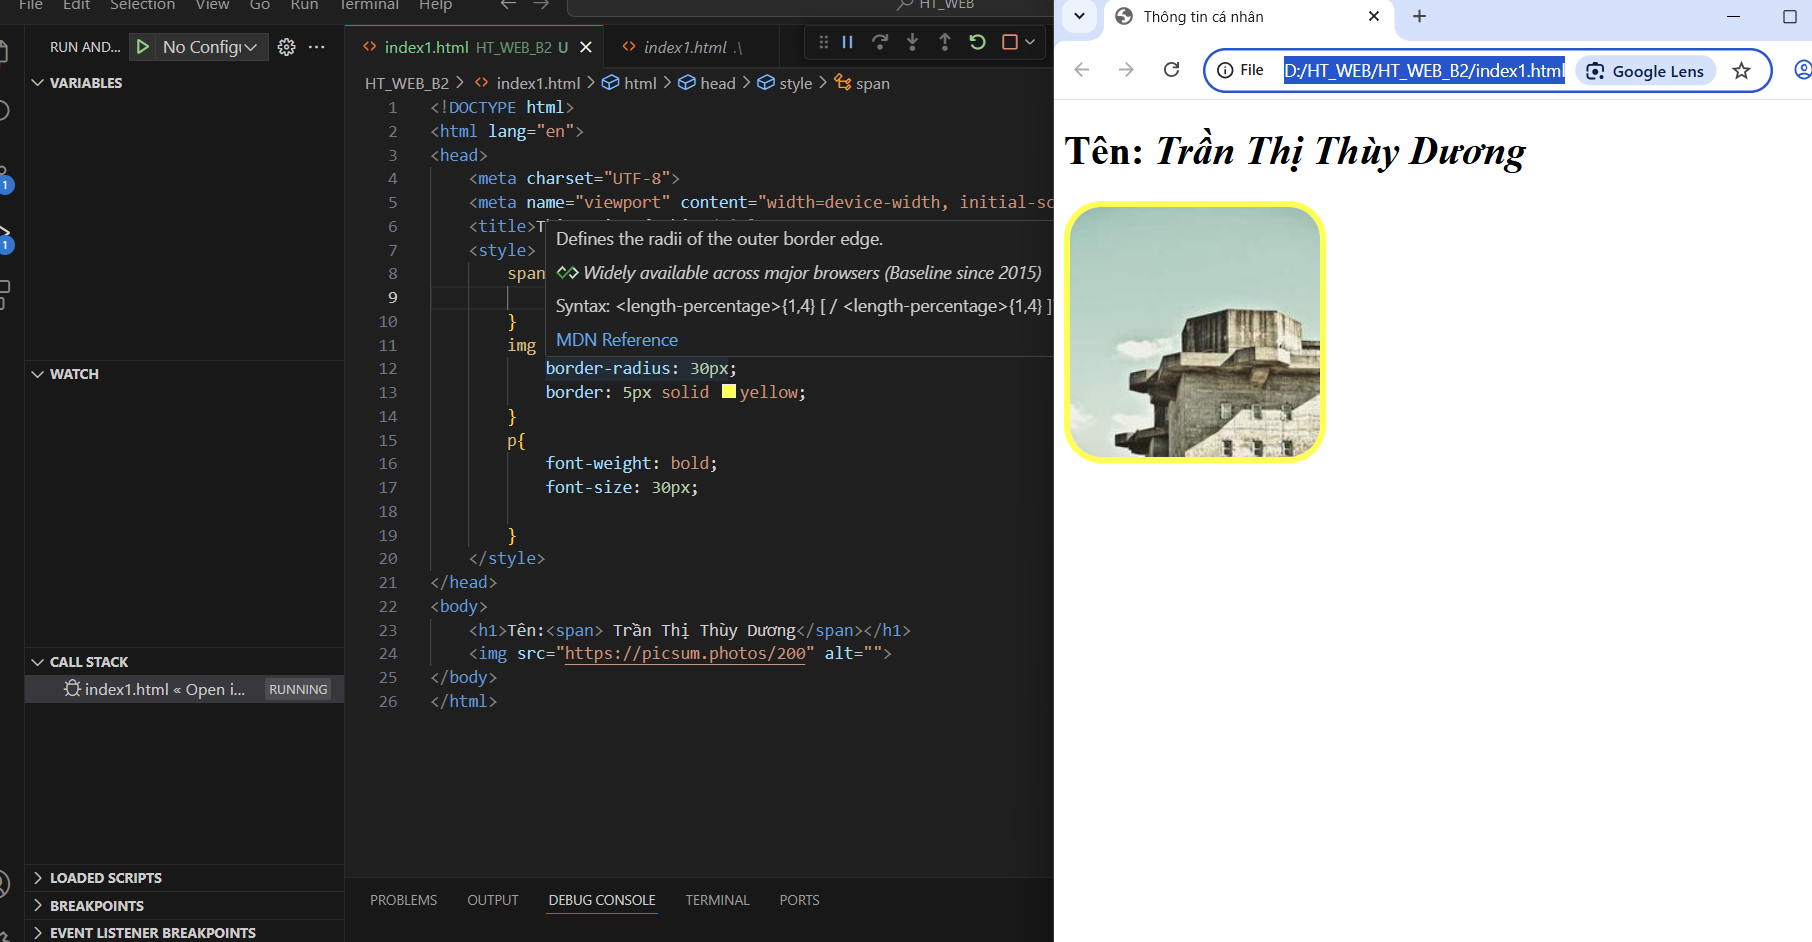 File Edit Selection View Go Run Terminal Help
HT_WEB
RUN AND... No Config
index1.html HT_WEB_B2 U
index1.html .\
VARIABLES
WATCH
CALL STACK
index1.html « Open i... RUNNING
LOADED SCRIPTS
BREAKPOINTS
EVENT LISTENER BREAKPOINTS
1
1
HT_WEB_B2 > index1.html > html > head > style > span
1 <!DOCTYPE html>
2 <html lang="en">
3 <head>
4 <meta charset="UTF-8">
5 <meta name="viewport" content="width=device-width, initial-sc
6 <title>T
7 <style>
8 span
9
10 }
11 img
12 border-radius: 30px;
13 border: 5px solid yellow;
14 }
15 p{
16 font-weight: bold;
17 font-size: 30px;
18
19 }
20 </style>
21 </head>
22 <body>
23 <h1>Tên:<span> Trần Thị Thùy Dương</span></h1>
24 <img src="https://picsum.photos/200" alt="">
25 </body>
26 </html>
Defines the radii of the outer border edge.
Widely available across major browsers (Baseline since 2015)
Syntax: <length-percentage>{1,4} [ / <length-percentage>{1,4} ]
MDN Reference
PROBLEMS OUTPUT DEBUG CONSOLE TERMINAL PORTS
Thông tin cá nhân
File D:/HT_WEB/HT_WEB_B2/index1.html Google Lens
Tên: Trần Thị Thùy Dương